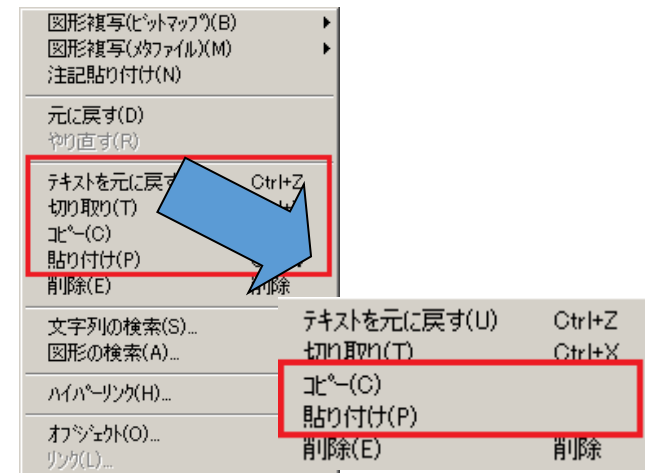 図形複写(ﾋﾞｯﾄﾏｯﾌﾟ)(B)
図形複写(ﾒﾀﾌｧｲﾙ)(M)
注記貼り付け(N)
元に戻す(D)
やり直す(R)
テキストを元に戻す Ctrl+Z
切り取り(T)
ｺﾋﾟｰ(C)
貼り付け(P)
削除(E) 削除
文字列の検索(S)...
図形の検索(A)...
ﾊｲﾊﾟｰﾘﾝｸ(H)...
ｵﾌﾞｼﾞｪｸﾄ(O)...
ﾘﾝｸ(L)...
テキストを元に戻す(U) Ctrl+Z
切り取り(T) Ctrl+X
ｺﾋﾟｰ(C)
貼り付け(P)
削除(E) 削除